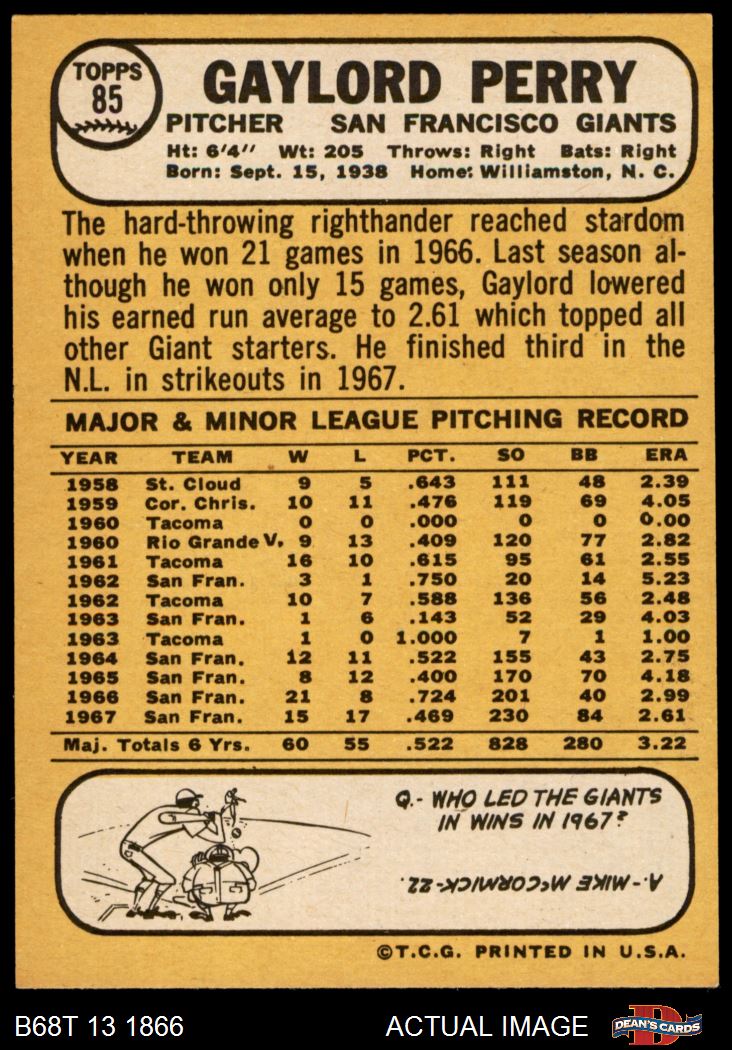 TOPPS
85
GAYLORD PERRY
PITCHER SAN FRANCISCO GIANTS
Ht: 6'4" Wt: 205 Throws: Right Bats: Right
Born: Sept. 15, 1938 Home: Williamston, N. C.
The hard-throwing righthander reached stardom
when he won 21 games in 1966. Last season al-
though he won only 15 games, Gaylord lowered
his earned run average to 2.61 which topped all
other Giant starters. He finished third in the
N.L. in strikeouts in 1967.
MAJOR & MINOR LEAGUE PITCHING RECORD
YEAR TEAM W L PCT. SO BB ERA
1958 St. Cloud 9 5 .643 111 48 2.39
1959 Cor. Chris. 10 11 .476 119 69 4.05
1960 Tacoma 0 0 .000 0 0 0.00
1960 Rio Grande V. 9 13 .409 120 77 2.82
1961 Tacoma 16 10 .615 95 61 2.55
1962 San Fran. 3 1 .750 20 14 5.23
1962 Tacoma 10 7 .588 136 56 2.48
1963 San Fran. 1 6 .143 52 29 4.03
1963 Tacoma 1 0 1.000 7 1 1.00
1964 San Fran. 12 11 .522 155 43 2.75
1965 San Fran. 8 12 .400 170 70 4.18
1966 San Fran. 21 8 .724 201 40 2.99
1967 San Fran. 15 17 .469 230 84 2.61
Maj. Totals 6 Yrs. 60 55 .522 828 280 3.22
Q.- WHO LED THE GIANTS
IN WINS IN 1967?
A.- MIKE McCORMICK-22.
©T.C.G. PRINTED IN U.S.A.
B68T 13 1866 ACTUAL IMAGE DEAN'S CARDS